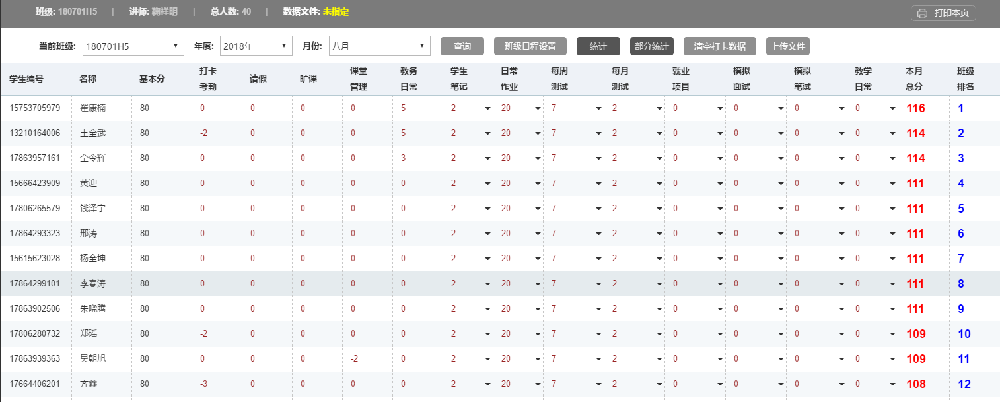 班级: 180701H5 | 讲师: 鞠祥明 | 总人数: 40 | 数据文件: 未指定 打印本页
当前班级: 180701H5 年度: 2018年 月份: 八月 查询 班级日程设置 统计 部分统计 清空打卡数据 上传文件
学生编号 名称 基本分 打卡考勤 请假 旷课 课堂管理 教务日常 学生笔记 日常作业 每周测试 每月测试 就业项目 模拟面试 模拟笔试 教学日常 本月总分 班级排名
15753705979 翟康楠 80 0 0 0 0 5 2 20 7 2 0 0 0 0 116 1
13210164006 王全武 80 -2 0 0 0 5 2 20 7 2 0 0 0 0 114 2
17863957161 仝令辉 80 0 0 0 0 3 2 20 7 2 0 0 0 0 114 3
15666423909 黄迎 80 0 0 0 0 0 2 20 7 2 0 0 0 0 111 4
17806265579 钱泽宇 80 0 0 0 0 0 2 20 7 2 0 0 0 0 111 5
17864293323 邢涛 80 0 0 0 0 0 2 20 7 2 0 0 0 0 111 6
15615623028 杨全坤 80 0 0 0 0 0 2 20 7 2 0 0 0 0 111 7
17864299101 李春涛 80 0 0 0 0 0 2 20 7 2 0 0 0 0 111 8
17863902506 朱晓腾 80 0 0 0 0 0 2 20 7 2 0 0 0 0 111 9
17806280732 郑瑶 80 -2 0 0 0 0 2 20 7 2 0 0 0 0 109 10
17863939363 吴朝旭 80 0 0 0 -2 0 2 20 7 2 0 0 0 0 109 11
17664406201 齐鑫 80 -3 0 0 0 0 2 20 7 2 0 0 0 0 108 12